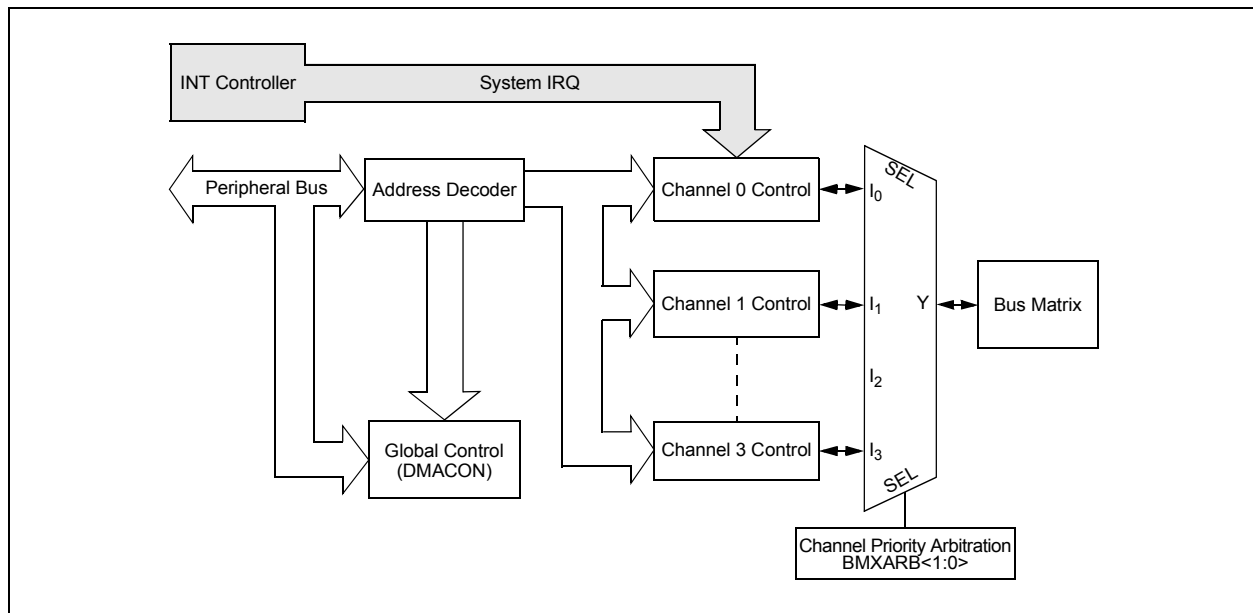 INT Controller
System IRQ
Peripheral Bus
Address Decoder
Channel 0 Control
SEL
I0
Channel 1 Control
I1
Y
Bus Matrix
I2
Global Control
(DMACON)
Channel 3 Control
I3
SEL
Channel Priority Arbitration
BMXARB<1:0>